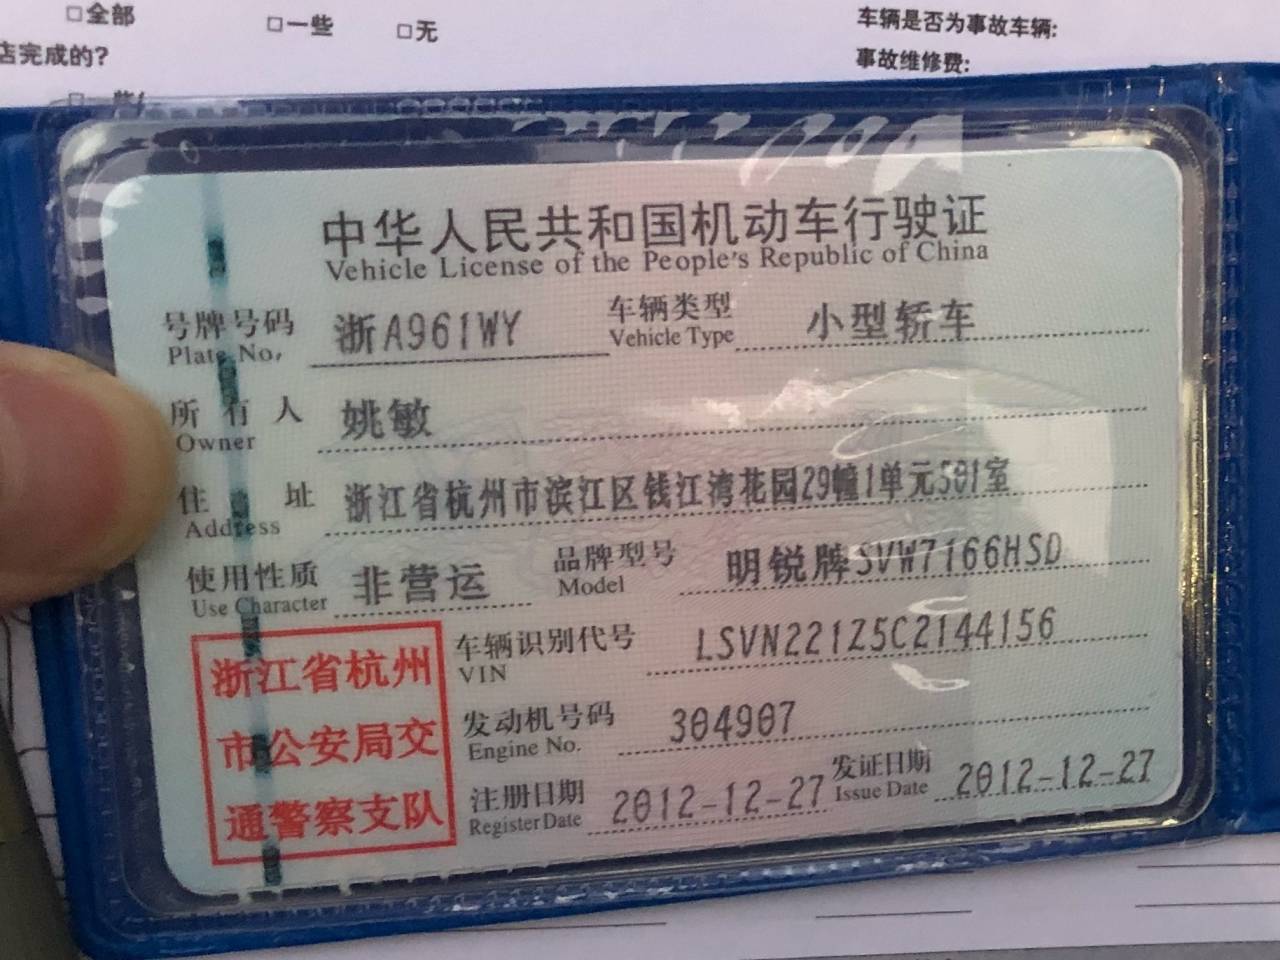 □全部 □一些 □无
店完成的?
车辆是否为事故车辆:
事故维修费:
中华人民共和国机动车行驶证
Vehicle License of the People's Republic of China
号牌号码 浙A961WY 车辆类型 小型轿车
Plate No. Vehicle Type
所有人 姚敏
Owner
住址 浙江省杭州市滨江区钱江湾花园29幢1单元501室
Address
使用性质 非营运 品牌型号 明锐牌SVW7166HSD
Use Character Model
浙江省杭州
市公安局交
通警察支队
车辆识别代号 LSVN221Z5C2144156
VIN
发动机号码 304907
Engine No.
注册日期 2012-12-27 发证日期 2012-12-27
Register Date Issue Date